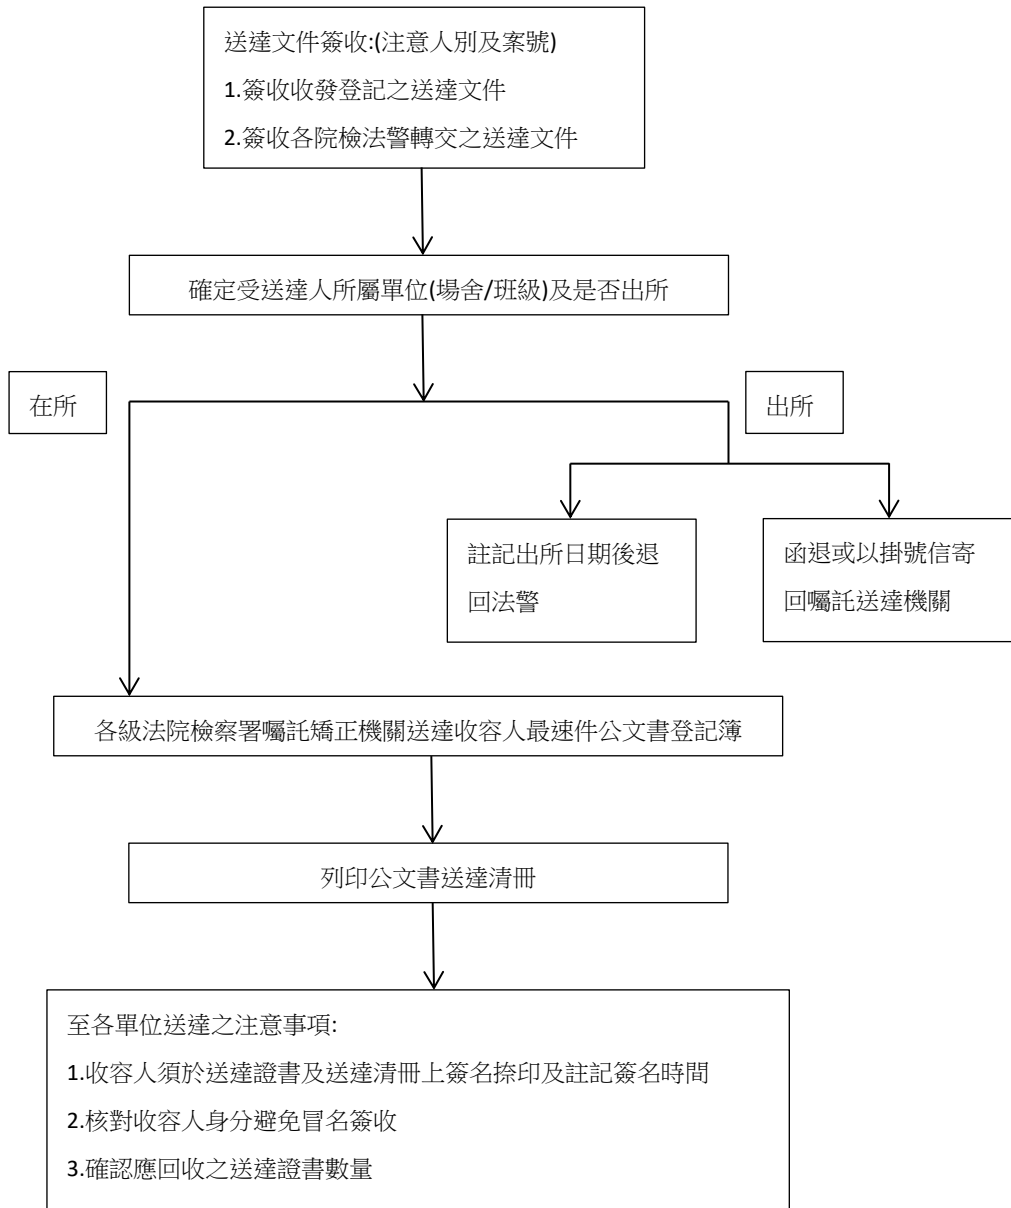 送達文件簽收:(注意人別及案號)
1.簽收收發登記之送達文件
2.簽收各院檢法警轉交之送達文件
確定受送達人所屬單位(場舍/班級)及是否出所
在所
出所
註記出所日期後退
回法警
函退或以掛號信寄
回囑託送達機關
各級法院檢察署囑託矯正機關送達收容人最速件公文書登記簿
列印公文書送達清冊
至各單位送達之注意事項:
1.收容人須於送達證書及送達清冊上簽名捺印及註記簽名時間
2.核對收容人身分避免冒名簽收
3.確認應回收之送達證書數量